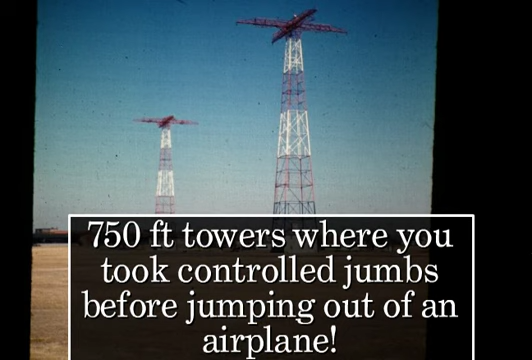 750 ft towers where you
took controlled jumbs
before jumping out of an
airplane!